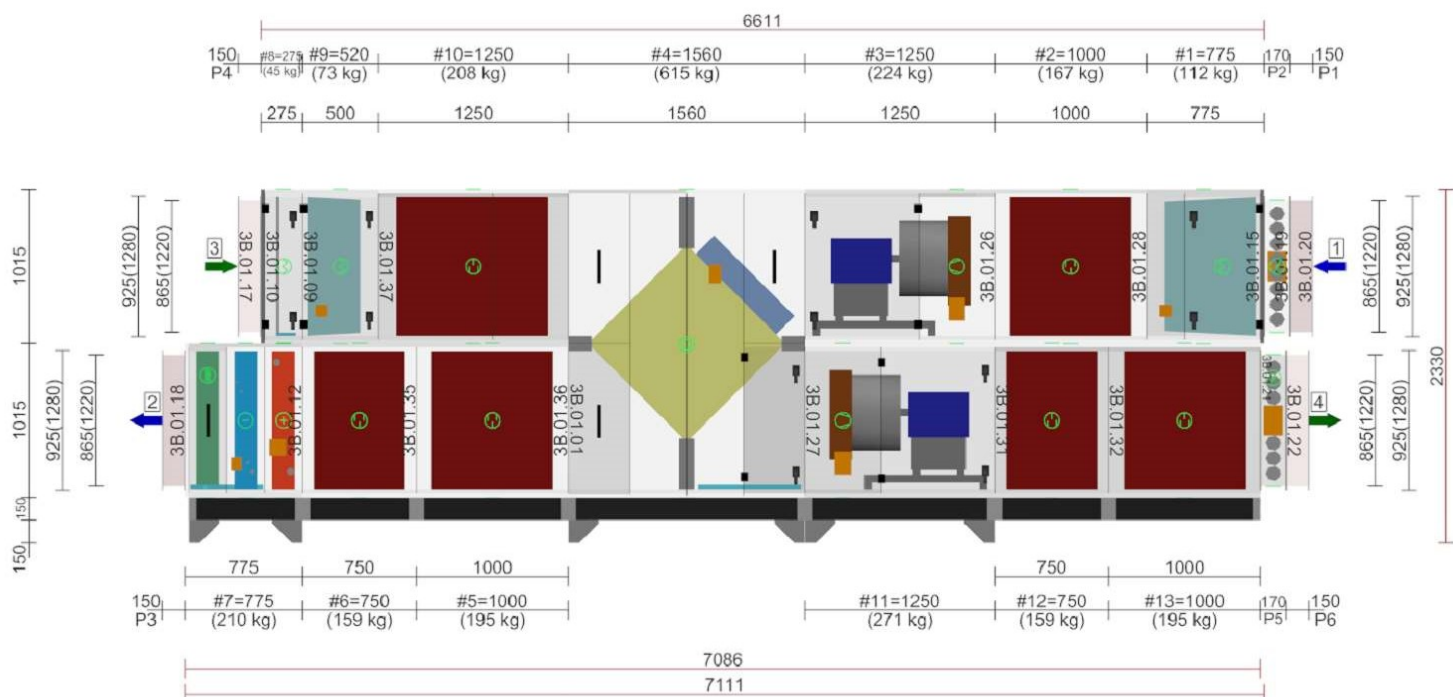 6611
150 #8=275 #9=520 #10=1250 #4=1560 #3=1250 #2=1000 #1=775 170 150
P4 (45 kg) (73 kg) (208 kg) (615 kg) (224 kg) (167 kg) (112 kg) P2 P1
275 500 1250 1560 1250 1000 775
1015
925(1280)
865(1220)
3
3B.01.17
3B.01.10
3B.01.09
3B.01.37
3B.01.26
3B.01.28
3B.01.15
3B.01.20
1
865(1220)
925(1280)
2330
1015
925(1280)
865(1220)
2
3B.01.18
3B.01.12
3B.01.36
3B.01.01
3B.01.27
3B.01.31
3B.01.32
3B.01.22
4
865(1220)
925(1280)
150
150
775 750 1000 750 1000
150 #7=775 #6=750 #5=1000 #11=1250 #12=750 #13=1000 170 150
P3 (210 kg) (159 kg) (195 kg) (271 kg) (159 kg) (195 kg) P5 P6
7086
7111